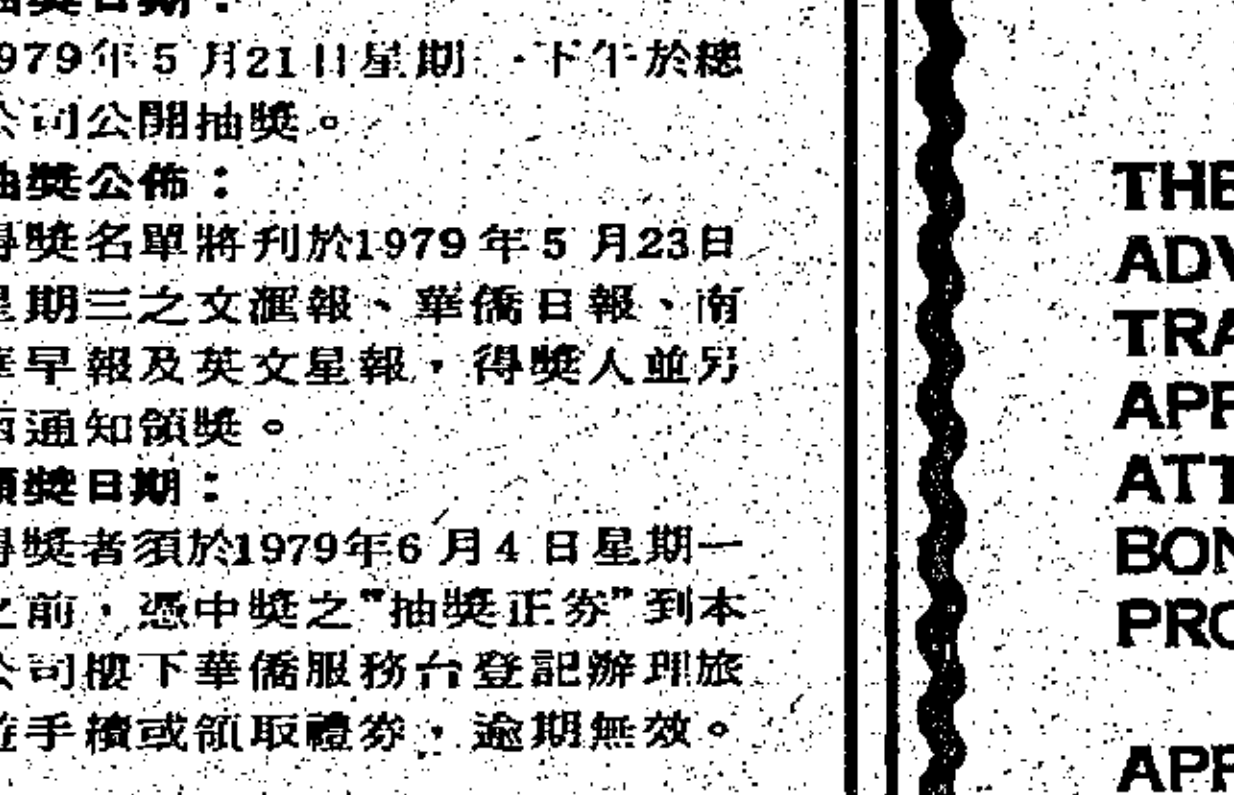 抽獎日期：
1979年5月21日星期一下午於總
公司公開抽獎。
抽獎公佈：
得獎名單將刊於1979年5月23日
星期三之文滙報、華僑日報、南
華早報及英文星報，得獎人並另
函通知領獎。
領獎日期：
得獎者須於1979年6月4日星期一
之前，憑中獎之"抽獎正券"到本
公司樓下華僑服務台登記辦理旅
遊手續或領取禮券，逾期無效。
THE
ADV
TRA
APP
ATT
BON
PRO
APP